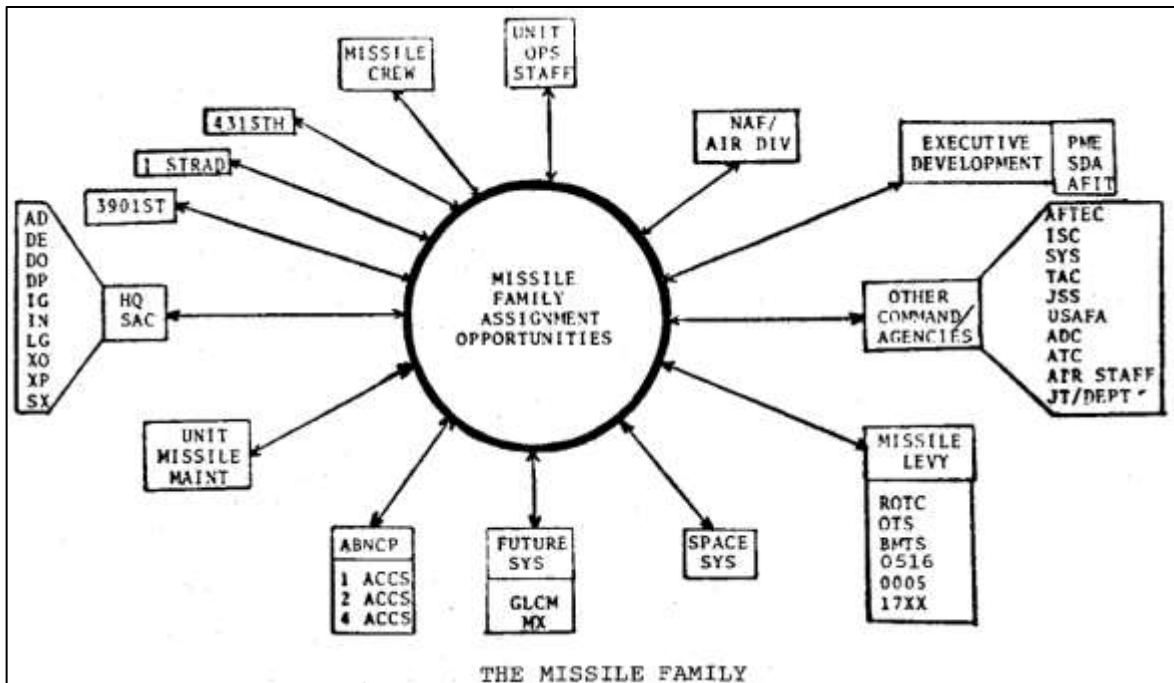 UNIT
OPS
STAFF
MISSILE
CREW
4315TH
1 STRAD
3901ST
NAF/
AIR DIV
EXECUTIVE
DEVELOPMENT
PME
SDA
AFIT
AD
DE
DO
DP
IG
IN
LG
XO
XP
SX
HQ
SAC
MISSILE
FAMILY
ASSIGNMENT
OPPORTUNITIES
OTHER
COMMAND/
AGENCIES
AFTEC
ISC
SYS
TAC
JSS
USAFA
ADC
ATC
AIR STAFF
JT/DEPT
UNIT
MISSILE
MAINT
MISSILE
LEVY
ROTC
OTS
BMTS
0516
0005
17XX
ABNCP
1 ACCS
2 ACCS
4 ACCS
FUTURE
SYS
GLCM
MX
SPACE
SYS
THE MISSILE FAMILY